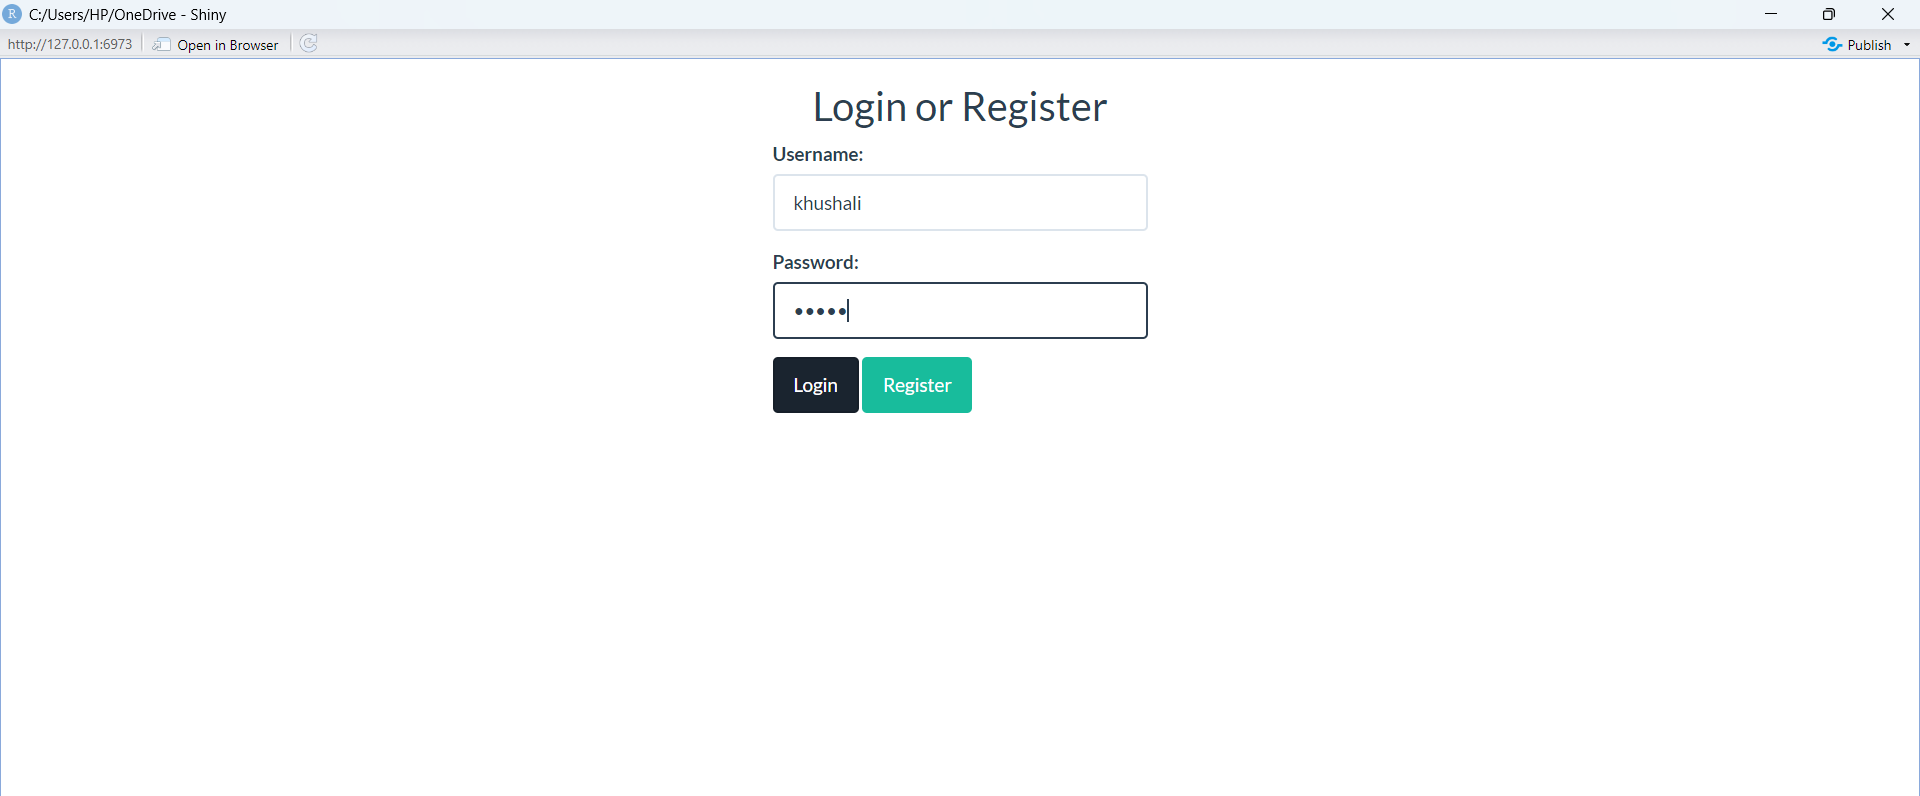 R C:/Users/HP/OneDrive - Shiny
http://127.0.0.1:6973 Open in Browser Publish
Login or Register
Username:
khushali
Password:
•••••
Login Register